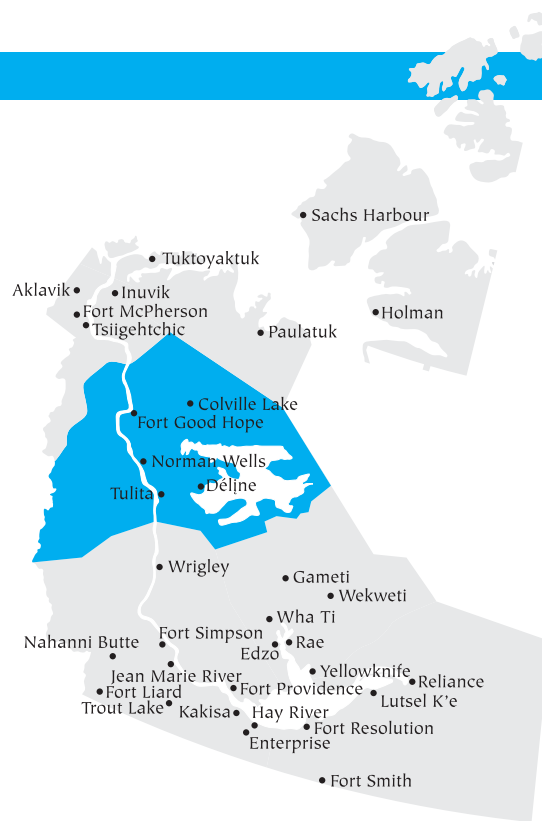 Sachs Harbour
Tuktoyaktuk
Aklavik
Inuvik
Fort McPherson
Holman
Tsiigehtchic
Paulatuk
Colville Lake
Fort Good Hope
Norman Wells
Délįne
Tulita
Wrigley
Gameti
Wekweti
Wha Ti
Fort Simpson
Nahanni Butte
Rae
Edzo
Yellowknife
Jean Marie River
Reliance
Fort Providence
Fort Liard
Lutsel K'e
Trout Lake
Kakisa
Hay River
Fort Resolution
Enterprise
Fort Smith